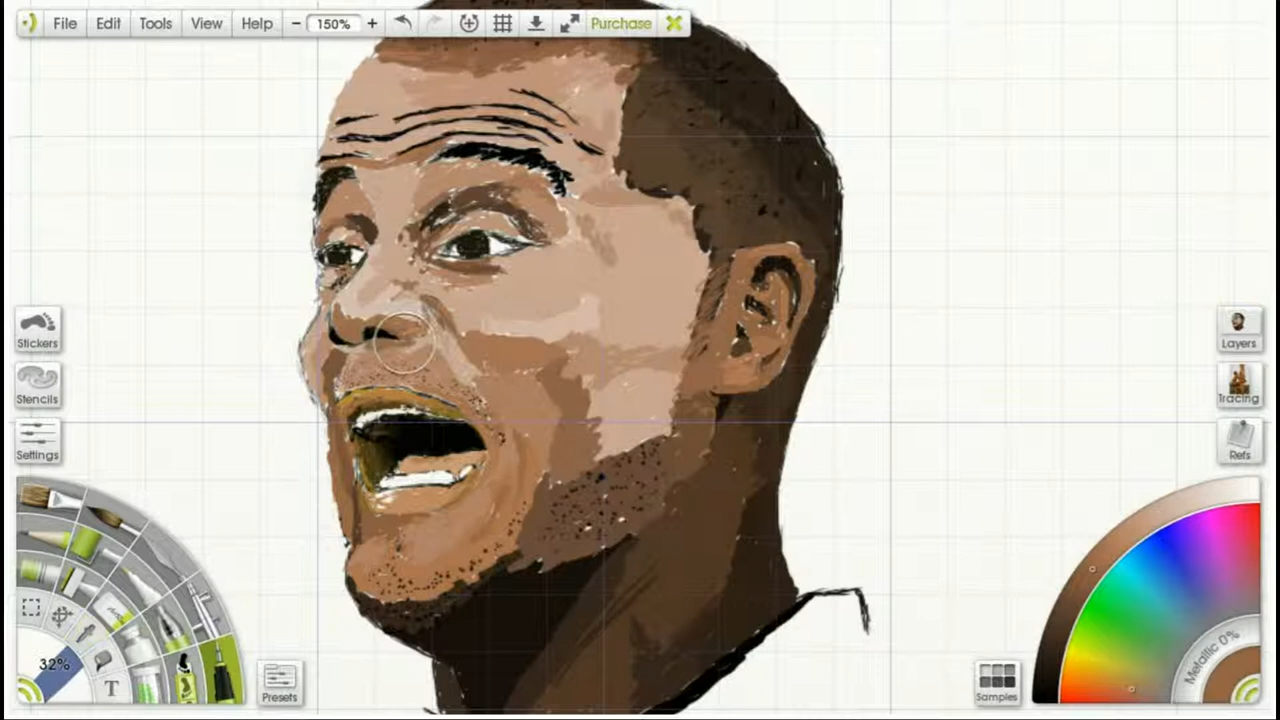 File Edit Tools View Help − 150% + Purchase
Stickers
Stencils
Settings
Layers
Tracing
Refs
32%
T
Presets
Samples
Metallic 0%